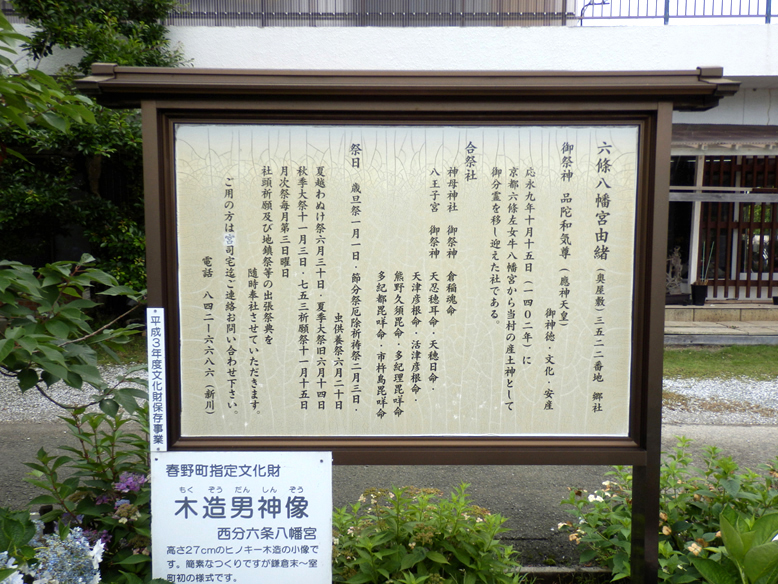 六條八幡宮由緒（奥屋敷）三五二二番地　郷社
御祭神　品陀和気尊（應神天皇）
御神徳・文化・安産
応永九年十月十五日（一四〇二年）に
京都六條左女牛八幡宮から当村の産土神として
御分霊を移し迎えた社である。
合祭社
神母神社　御祭神　倉稲魂命
八王子宮　御祭神　天忍穂耳命・天穂日命・
天津彦根命・活津彦根命・
熊野久須毘命・多紀理毘咩命
多紀都毘咩命・市杵島毘咩命
祭日　歳旦祭一月一日・節分祭厄除祈祷祭二月三日・
虫供養祭六月二十日
夏越わぬけ祭六月三十日・夏季大祭旧六月十四日
秋季大祭十一月三日・七五三祈願祭十一月十五日
月次祭毎月第三日曜日
社頭祈願及び地鎮祭等の出張祭典を
随時奉社させていただきます。
ご用の方は宮司宅迄ご連絡お問い合わせ下さい。
電話　八四二ー六六八六（新川）
平成3年度文化財保存事業
春野町指定文化財
もくぞうだんしんぞう
木造男神像
西分六条八幡宮
高さ27cmのヒノキ一木造の小像で
す。簡素なつくりですが鎌倉末〜室
町初の様式です。